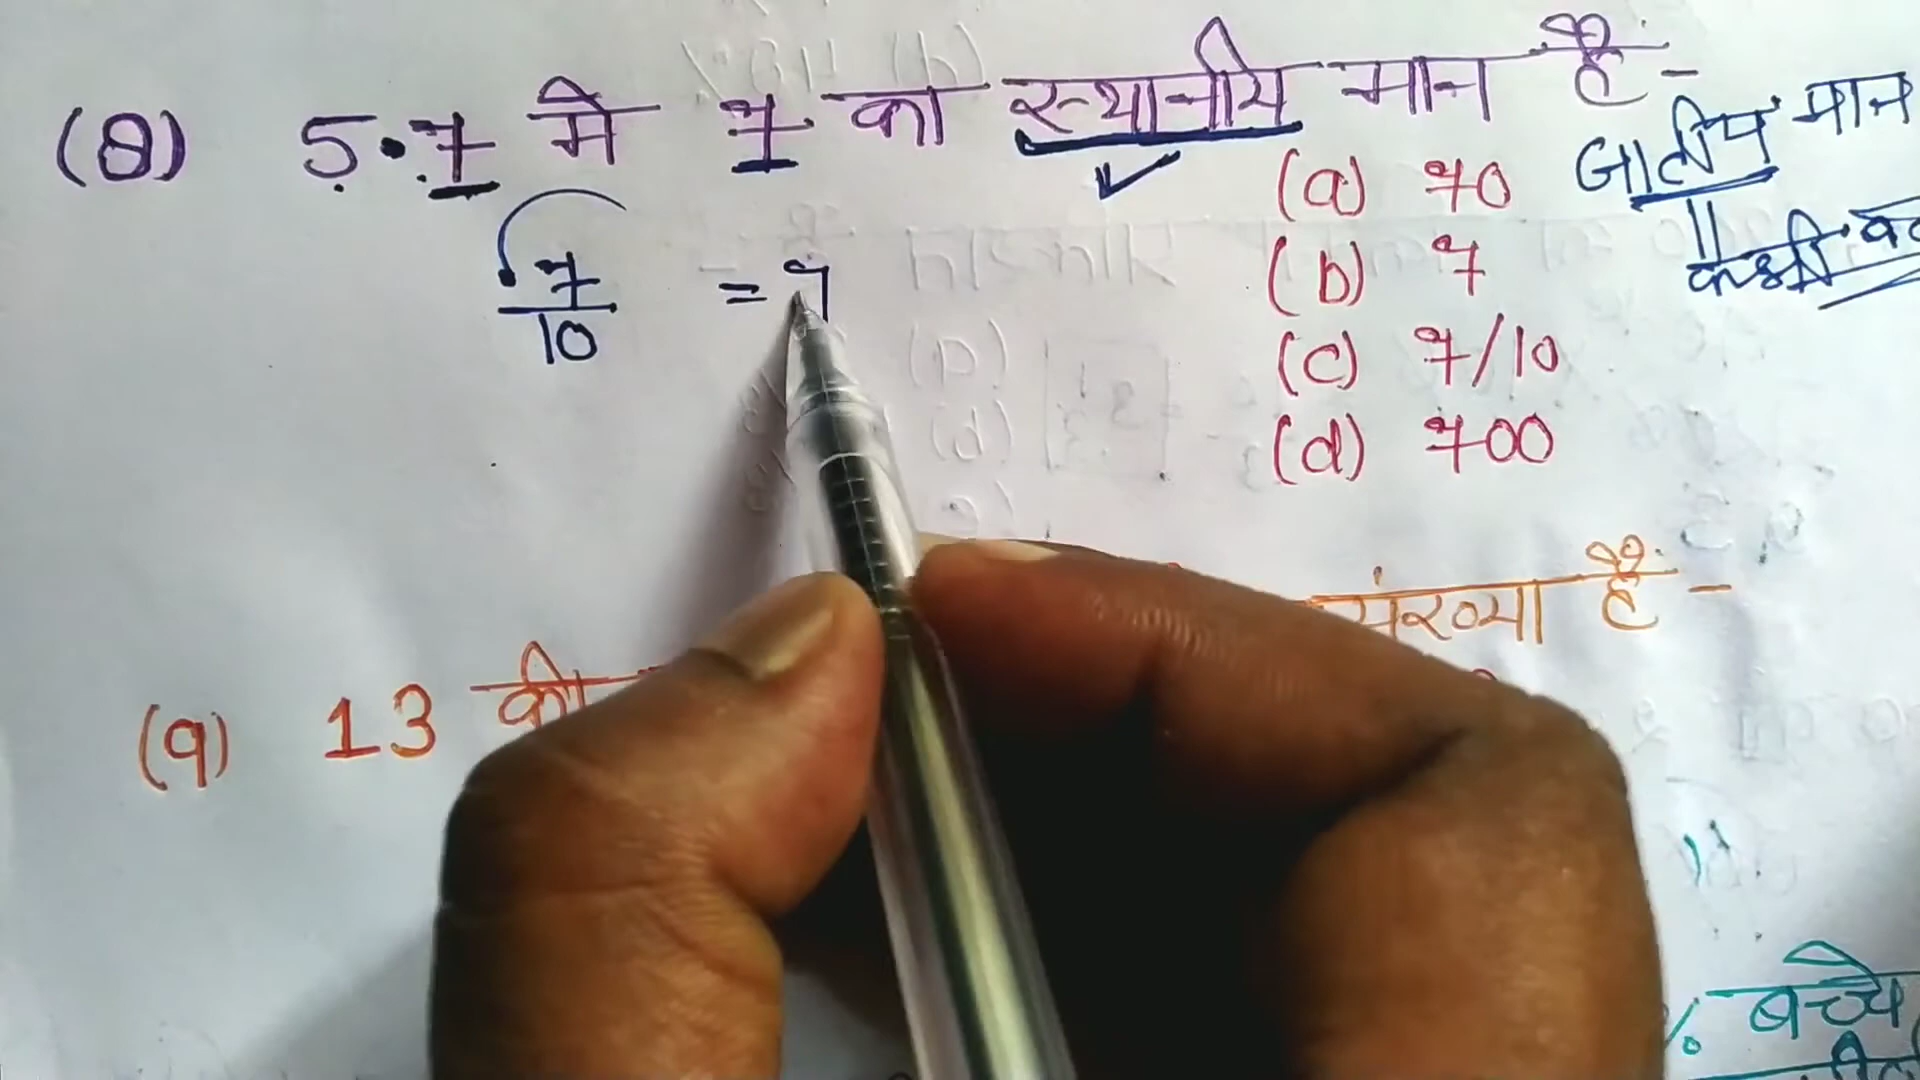 (8) 5.7 मे 7 का स्थानीय मान है -
जातीय मान
(a) 70
(b) 7
(c) 7/10
(d) 700
.7/10 = 7
(9) 13 की
संख्या है -
% बच्चे